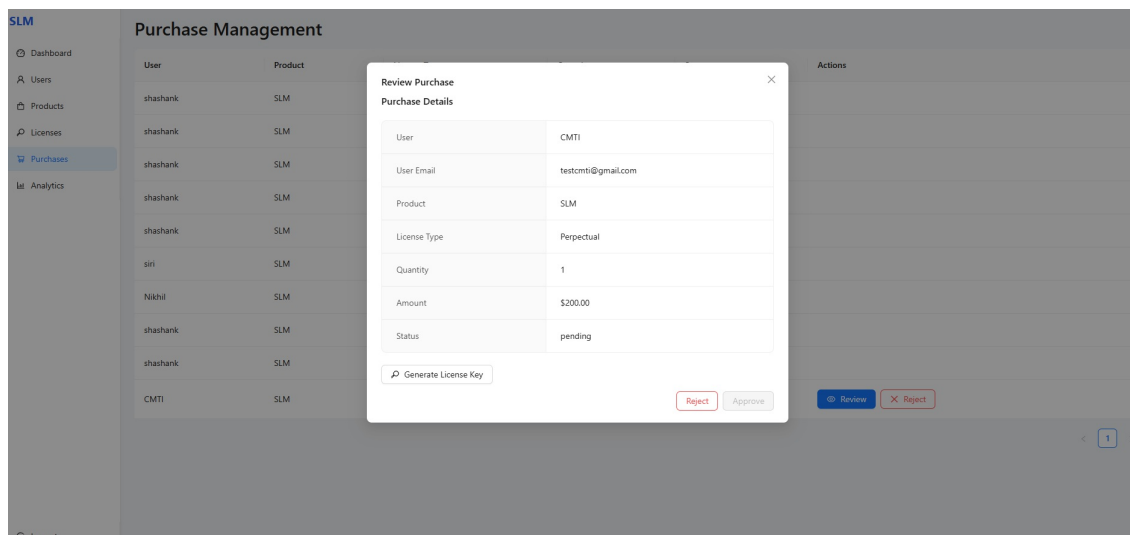 SLM
Purchase Management
Dashboard
Users
Products
Licenses
Purchases
Analytics
User Product Actions
shashank SLM
shashank SLM
shashank SLM
shashank SLM
shashank SLM
siri SLM
Nikhil SLM
shashank SLM
shashank SLM
CMTI SLM Review Reject
1
Review Purchase
Purchase Details
User CMTI
User Email testcmti@gmail.com
Product SLM
License Type Perpectual
Quantity 1
Amount $200.00
Status pending
Generate License Key
Reject Approve